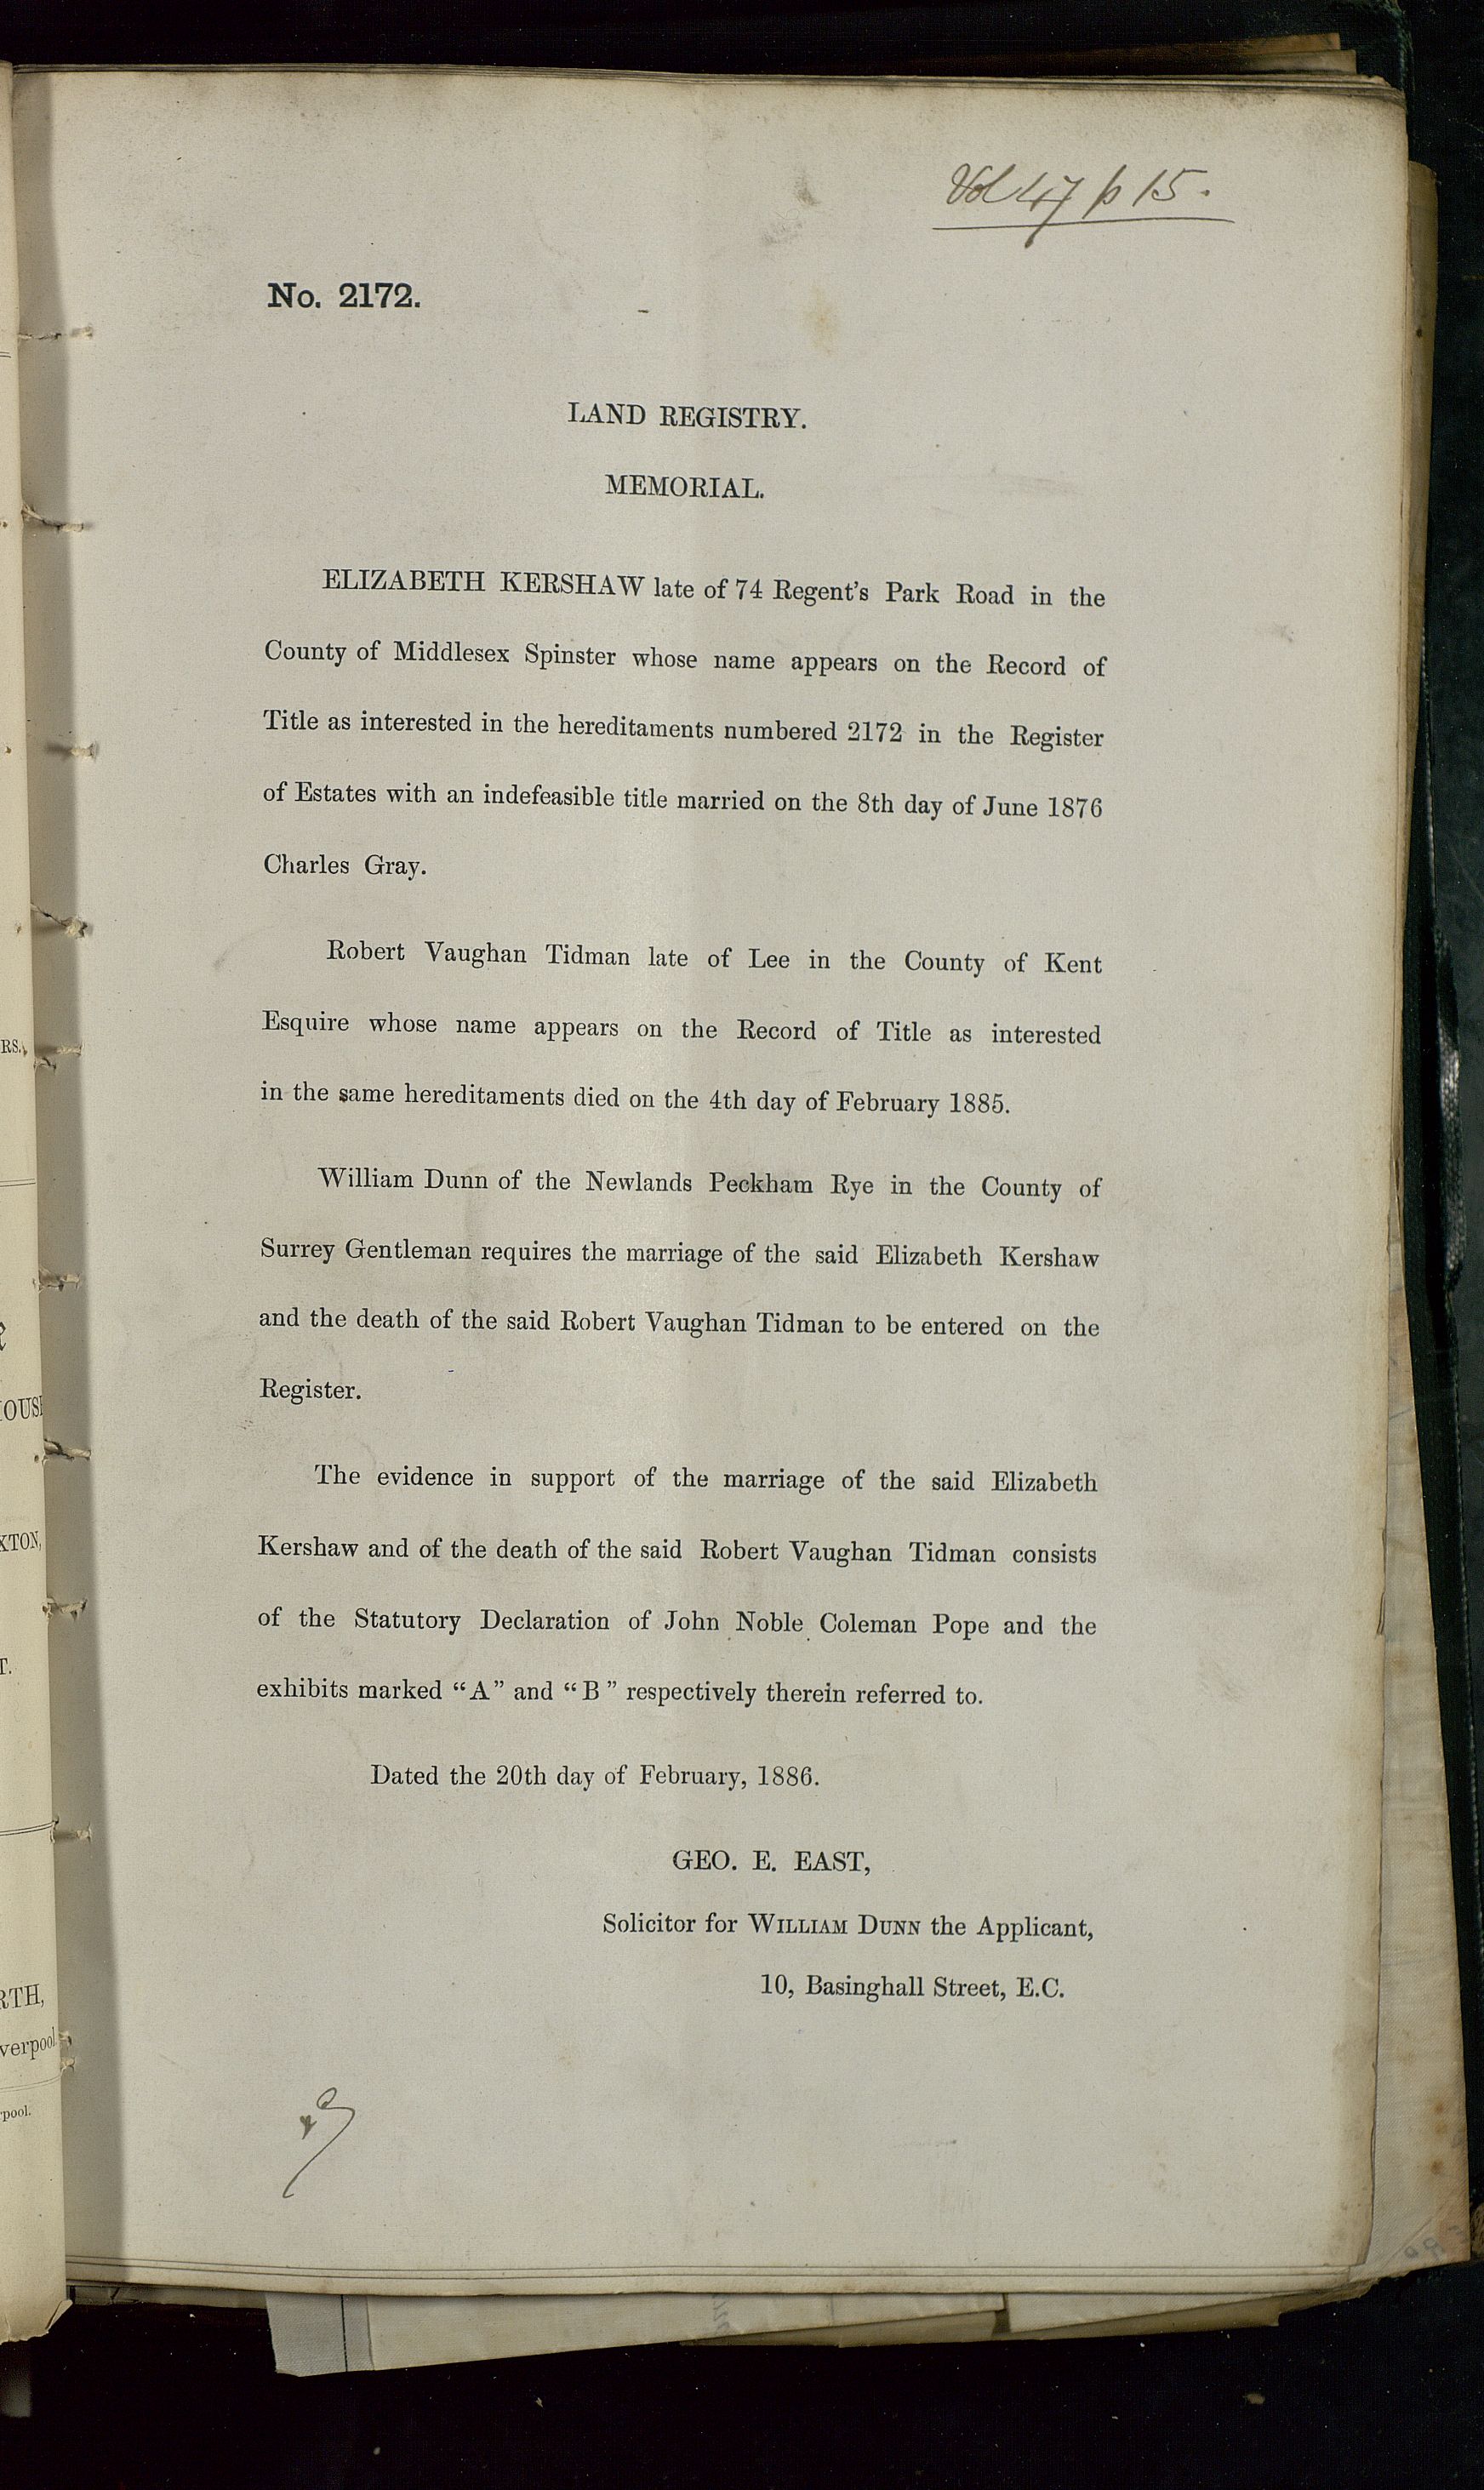 Vol 47 p 15.
No. 2172.
LAND REGISTRY.
MEMORIAL.
ELIZABETH KERSHAW late of 74 Regent's Park Road in the
County of Middlesex Spinster whose name appears on the Record of
Title as interested in the hereditaments numbered 2172 in the Register
of Estates with an indefeasible title married on the 8th day of June 1876
Charles Gray.
Robert Vaughan Tidman late of Lee in the County of Kent
Esquire whose name appears on the Record of Title as interested
in the same hereditaments died on the 4th day of February 1885.
William Dunn of the Newlands Peckham Rye in the County of
Surrey Gentleman requires the marriage of the said Elizabeth Kershaw
and the death of the said Robert Vaughan Tidman to be entered on the
Register.
The evidence in support of the marriage of the said Elizabeth
Kershaw and of the death of the said Robert Vaughan Tidman consists
of the Statutory Declaration of John Noble Coleman Pope and the
exhibits marked “A” and “B” respectively therein referred to.
Dated the 20th day of February, 1886.
GEO. E. EAST,
Solicitor for WILLIAM DUNN the Applicant,
10, Basinghall Street, E.C.
RS.
OUSE
XTON,
T.
RTH,
verpool.
pool.